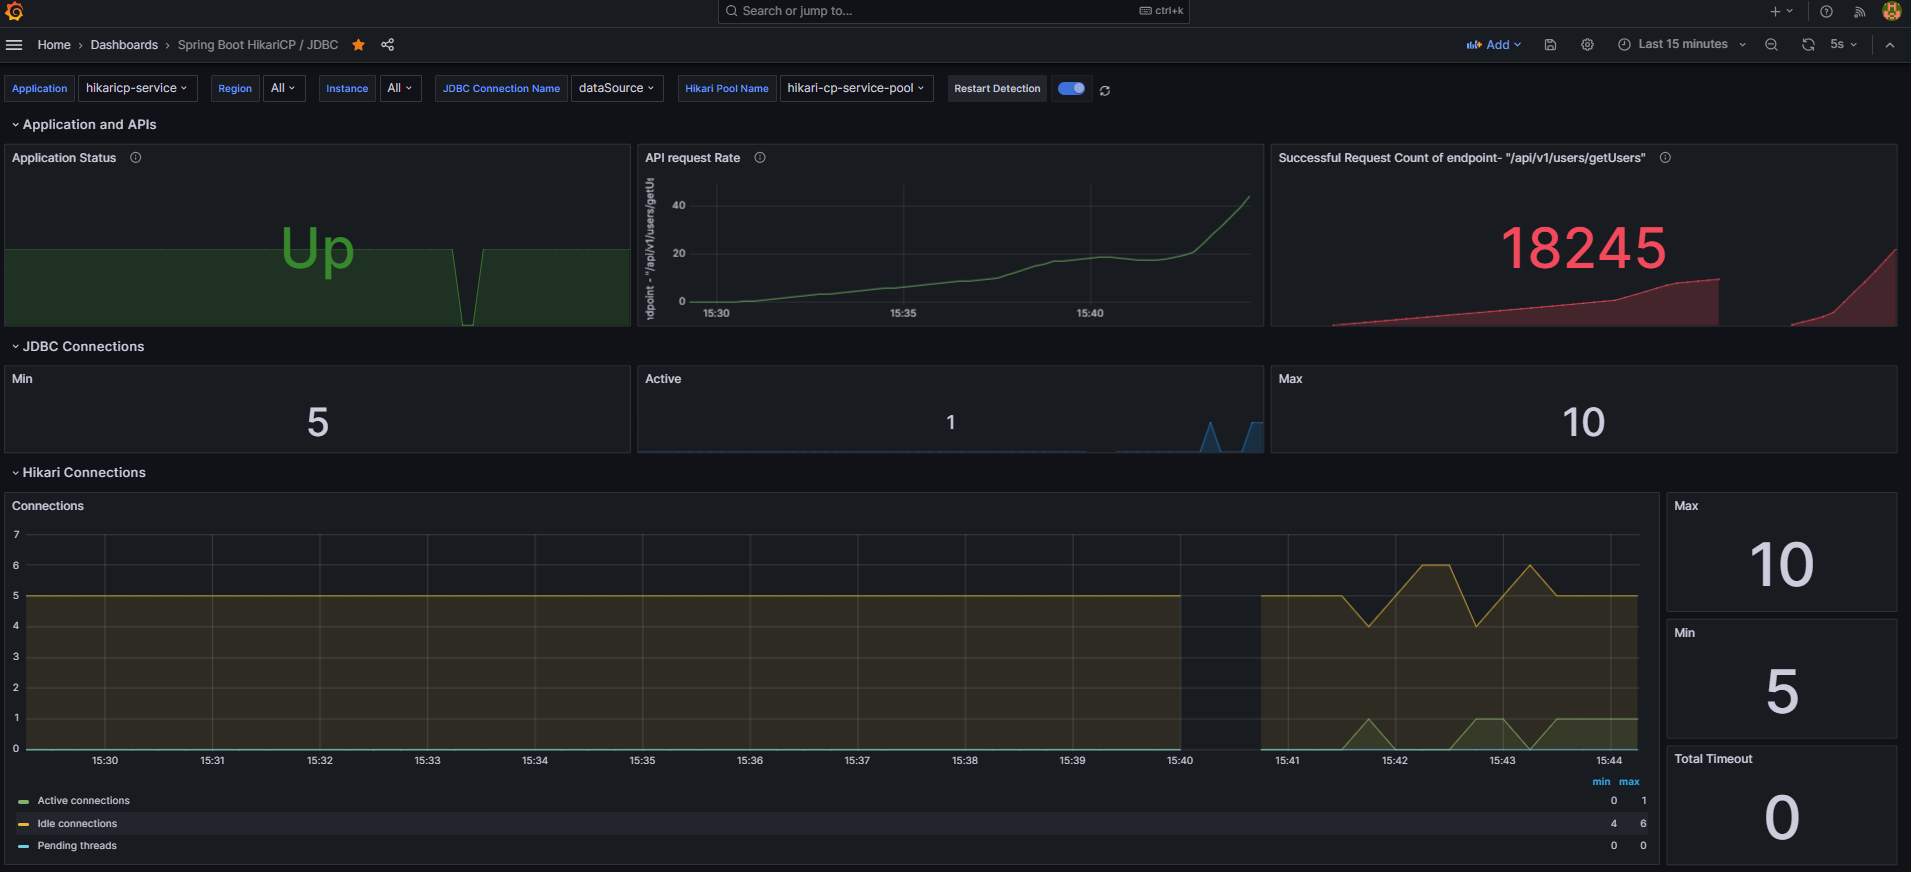 Search or jump to...
ctrl+k
Home › Dashboards › Spring Boot HikariCP / JDBC
Add
Last 15 minutes
5s
Application hikaricp-service
Region All
Instance All
JDBC Connection Name dataSource
Hikari Pool Name hikari-cp-service-pool
Restart Detection
Application and APIs
Application Status
Up
API request Rate
40
20
0
15:30 15:35 15:40
- "/api/v1/users/getUs
Successful Request Count of endpoint- "/api/v1/users/getUsers"
18245
JDBC Connections
Min
5
Active
1
Max
10
Hikari Connections
Connections
7
6
5
4
3
2
1
0
15:30 15:31 15:32 15:33 15:34 15:35 15:36 15:37 15:38 15:39 15:40 15:41 15:42 15:43 15:44
min max
Active connections 0 1
Idle connections 4 6
Pending threads 0 0
Max
10
Min
5
Total Timeout
0